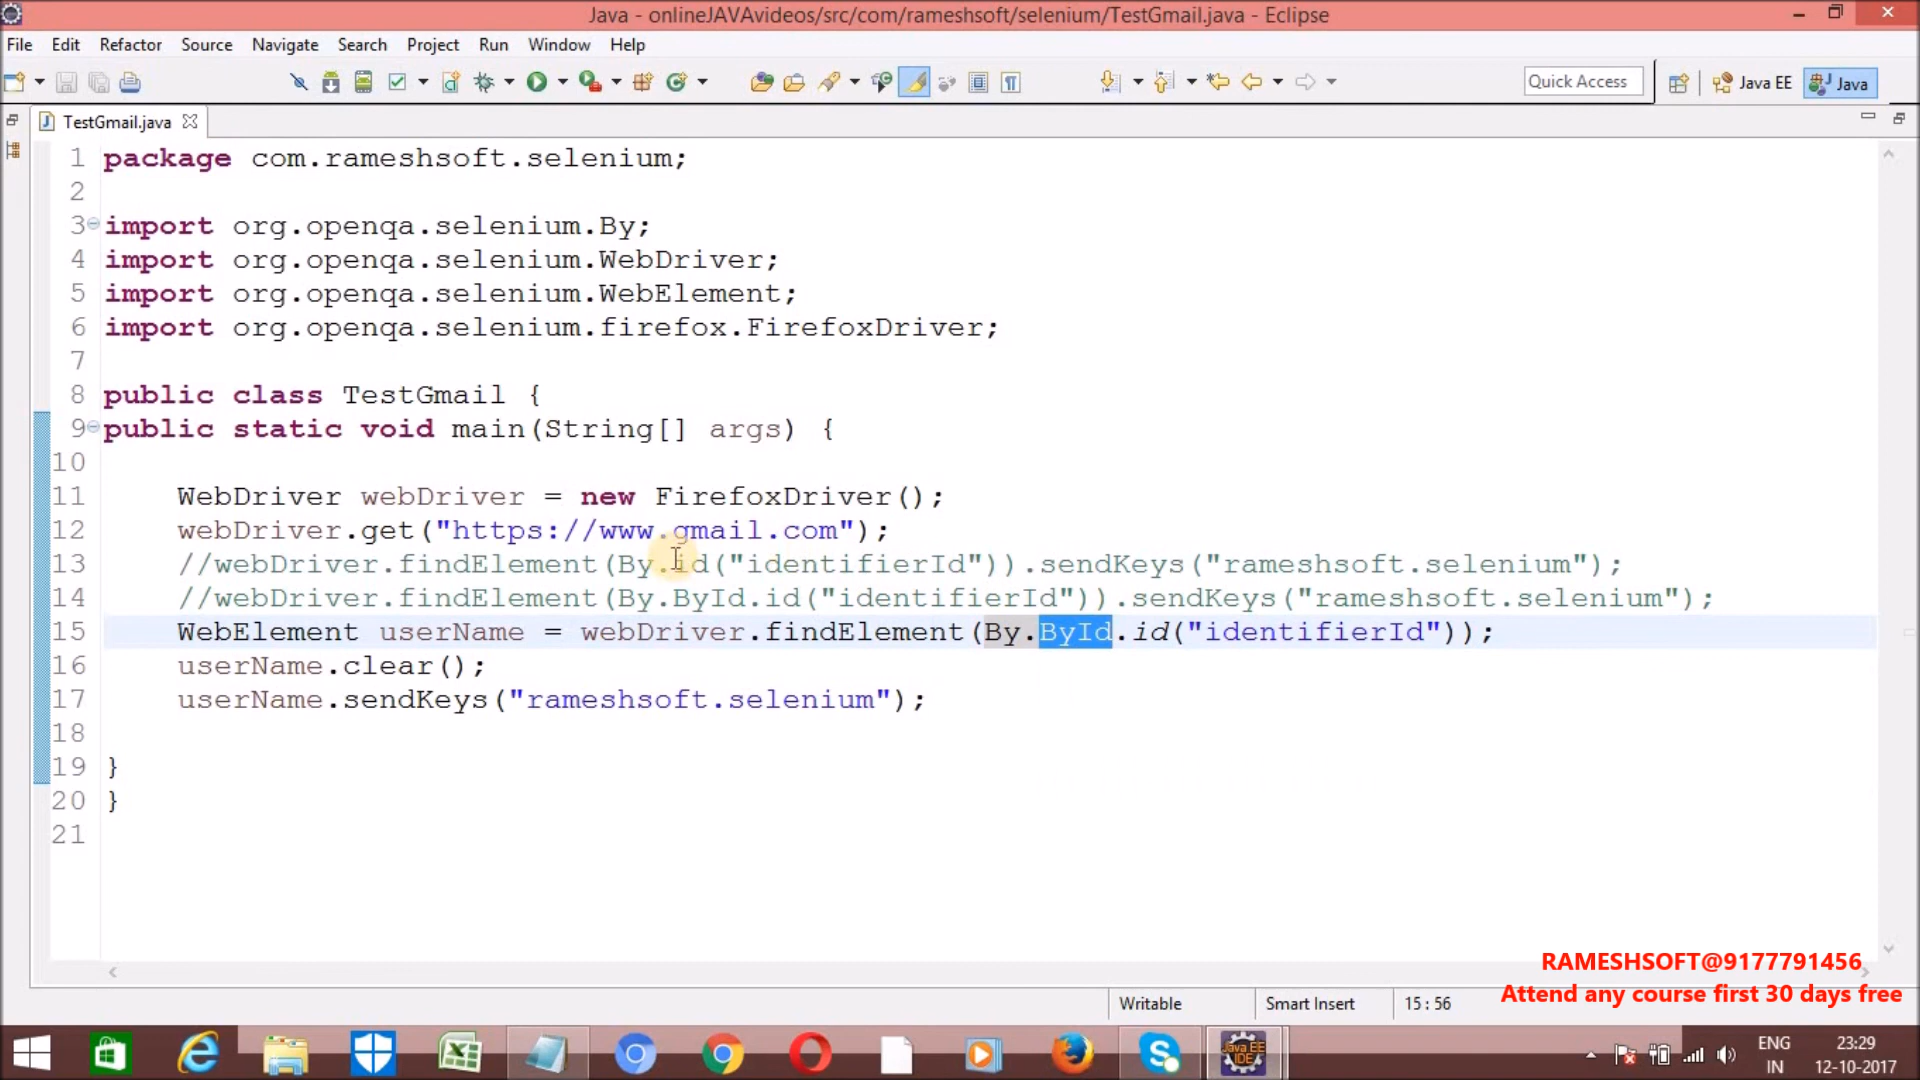 Java - onlineJAVAvideos/src/com/rameshsoft/selenium/TestGmail.java - Eclipse
File Edit Refactor Source Navigate Search Project Run Window Help
Quick Access Java EE Java
TestGmail.java
1 package com.rameshsoft.selenium;
2
3 import org.openqa.selenium.By;
4 import org.openqa.selenium.WebDriver;
5 import org.openqa.selenium.WebElement;
6 import org.openqa.selenium.firefox.FirefoxDriver;
7
8 public class TestGmail {
9 public static void main(String[] args) {
10
11 WebDriver webDriver = new FirefoxDriver();
12 webDriver.get("https://www.gmail.com");
13 //webDriver.findElement(By.id("identifierId")).sendKeys("rameshsoft.selenium");
14 //webDriver.findElement(By.ById.id("identifierId")).sendKeys("rameshsoft.selenium");
15 WebElement userName = webDriver.findElement(By.ById.id("identifierId"));
16 userName.clear();
17 userName.sendKeys("rameshsoft.selenium");
18
19 }
20 }
21
RAMESHSOFT@9177791456
Attend any course first 30 days free
Writable Smart Insert 15 : 56
Java EE IDE
ENG 23:29
IN 12-10-2017